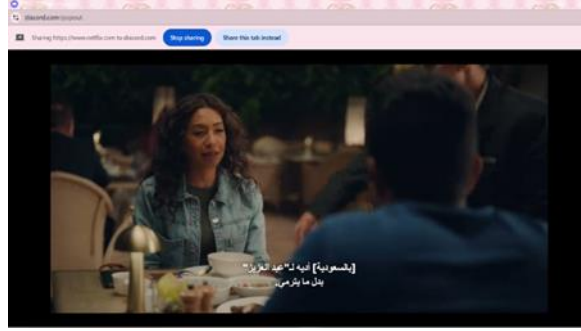 discord.com/popout
Sharing https://www.netflix.com to discord.com
Stop sharing
Share this tab instead
[بالسعودية] أديه لـ"عبد العزيز"
بدل ما يترمي.